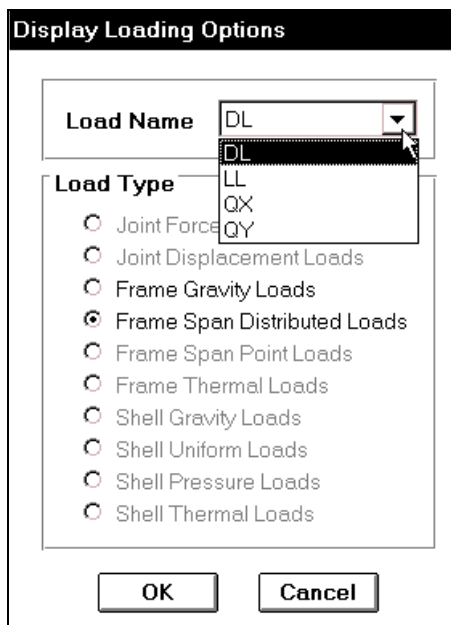 Display Loading Options
Load Name DL
DL
LL
QX
QY
Load Type
Joint Force
Joint Displacement Loads
Frame Gravity Loads
Frame Span Distributed Loads
Frame Span Point Loads
Frame Thermal Loads
Shell Gravity Loads
Shell Uniform Loads
Shell Pressure Loads
Shell Thermal Loads
OK Cancel